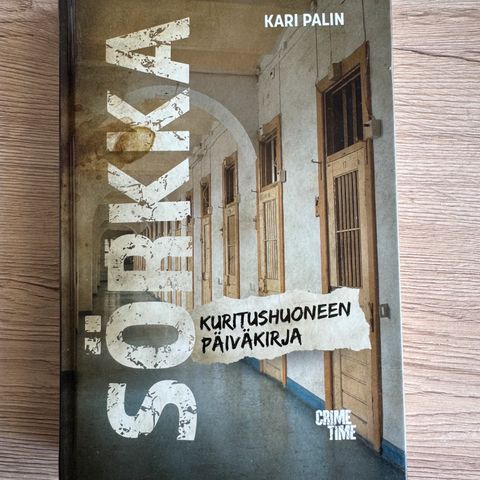 KARI PALIN
SÖRKKA
KURITUSHUONEEN
PÄIVÄKIRJA
CRIME
TIME